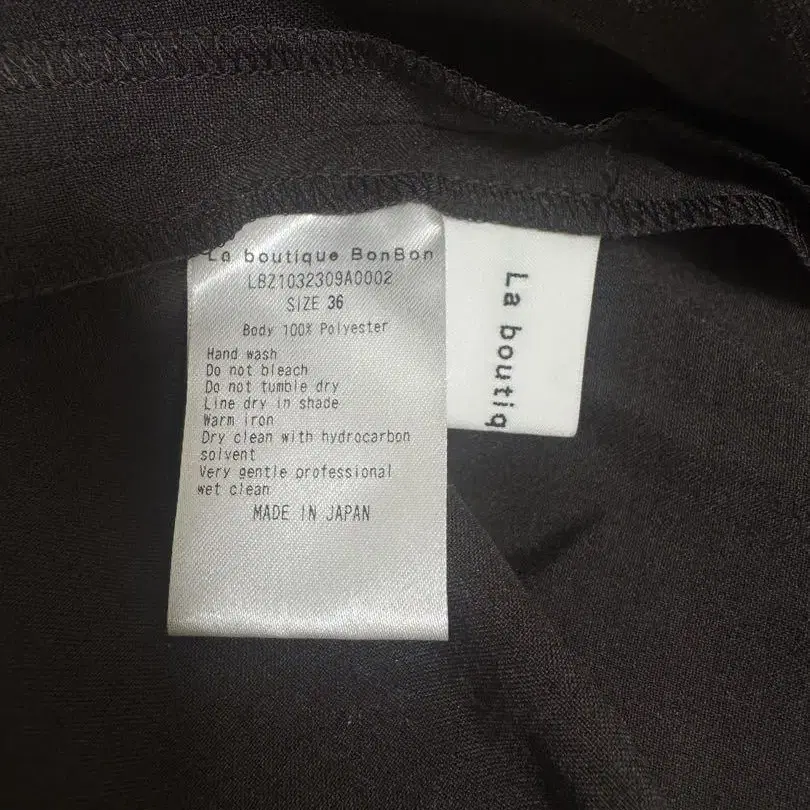 La boutique BonBon
LBZ1032309A0002
SIZE 36
Body 100% Polyester
Hand wash
Do not bleach
Do not tumble dry
Line dry in shade
Warm iron
Dry clean with hydrocarbon
solvent
Very gentle professional
wet clean
MADE IN JAPAN
La boutiq